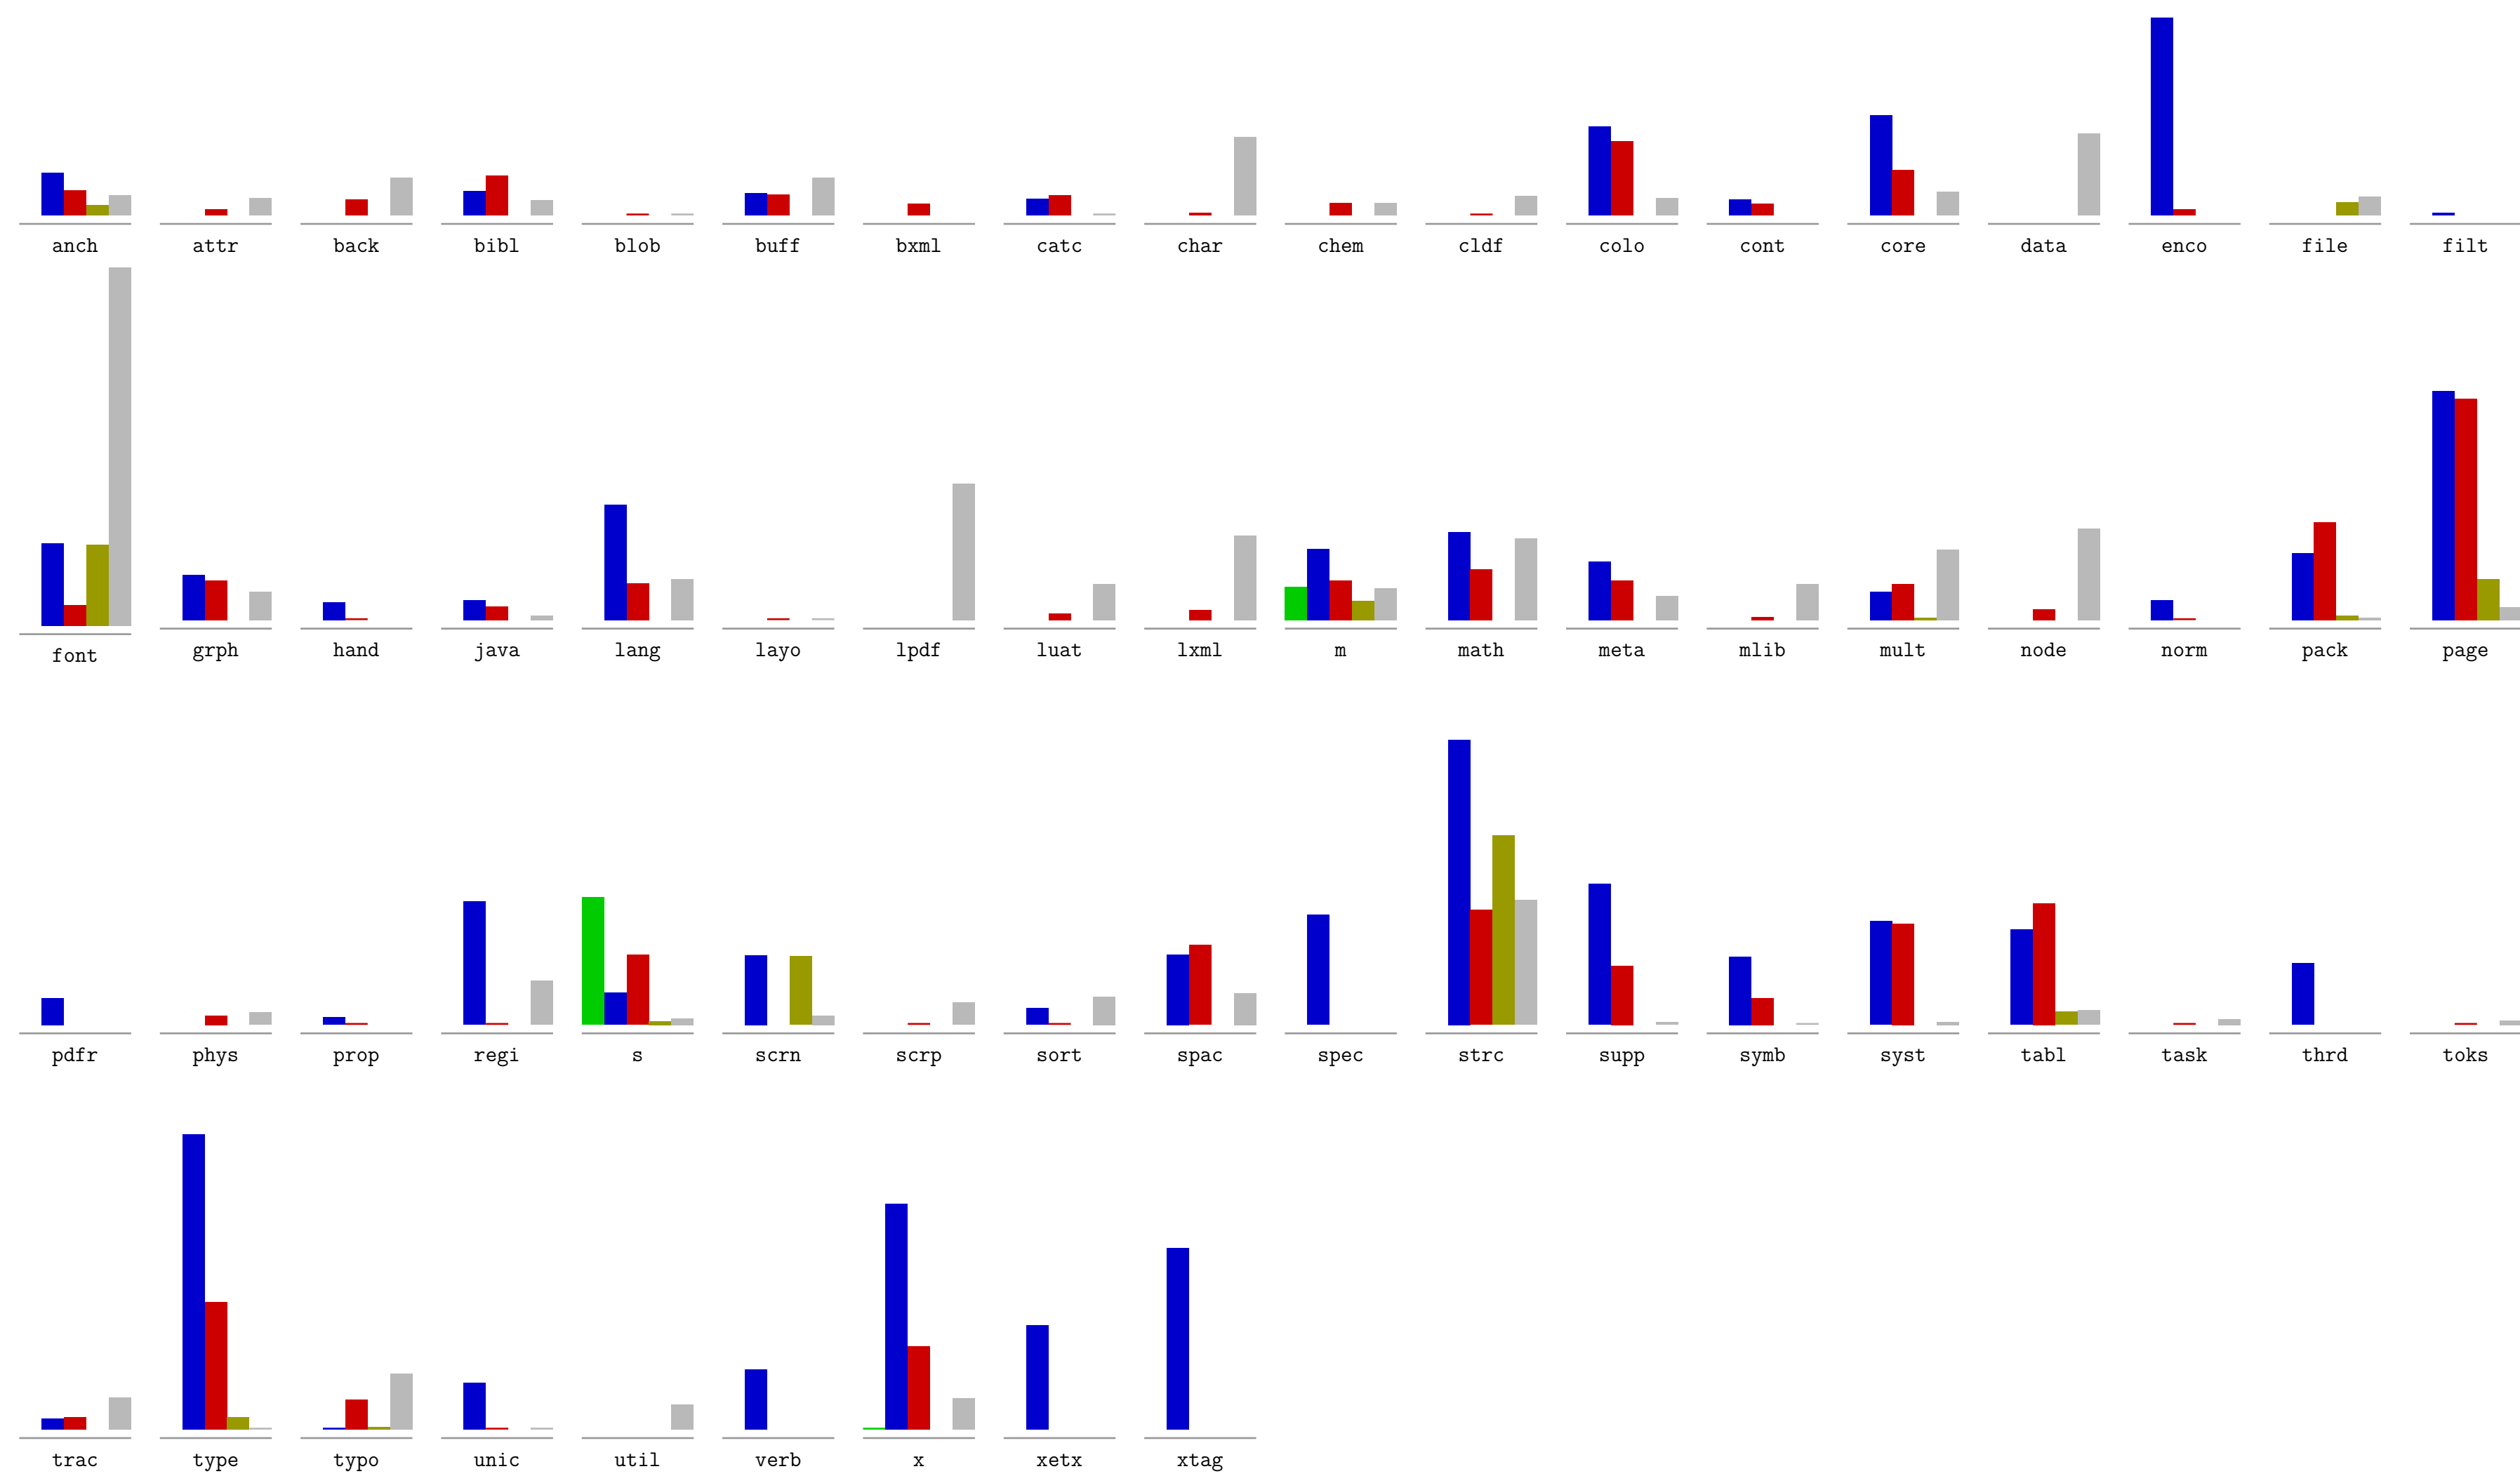 anch attr back bibl blob buff bxml catc char chem cldf colo cont core data enco file filt
font grph hand java lang layo lpdf luat lxml m math meta mlib mult node norm pack page
pdfr phys prop regi s scrn scrp sort spac spec strc supp symb syst tabl task thrd toks
trac type typo unic util verb x xetx xtag